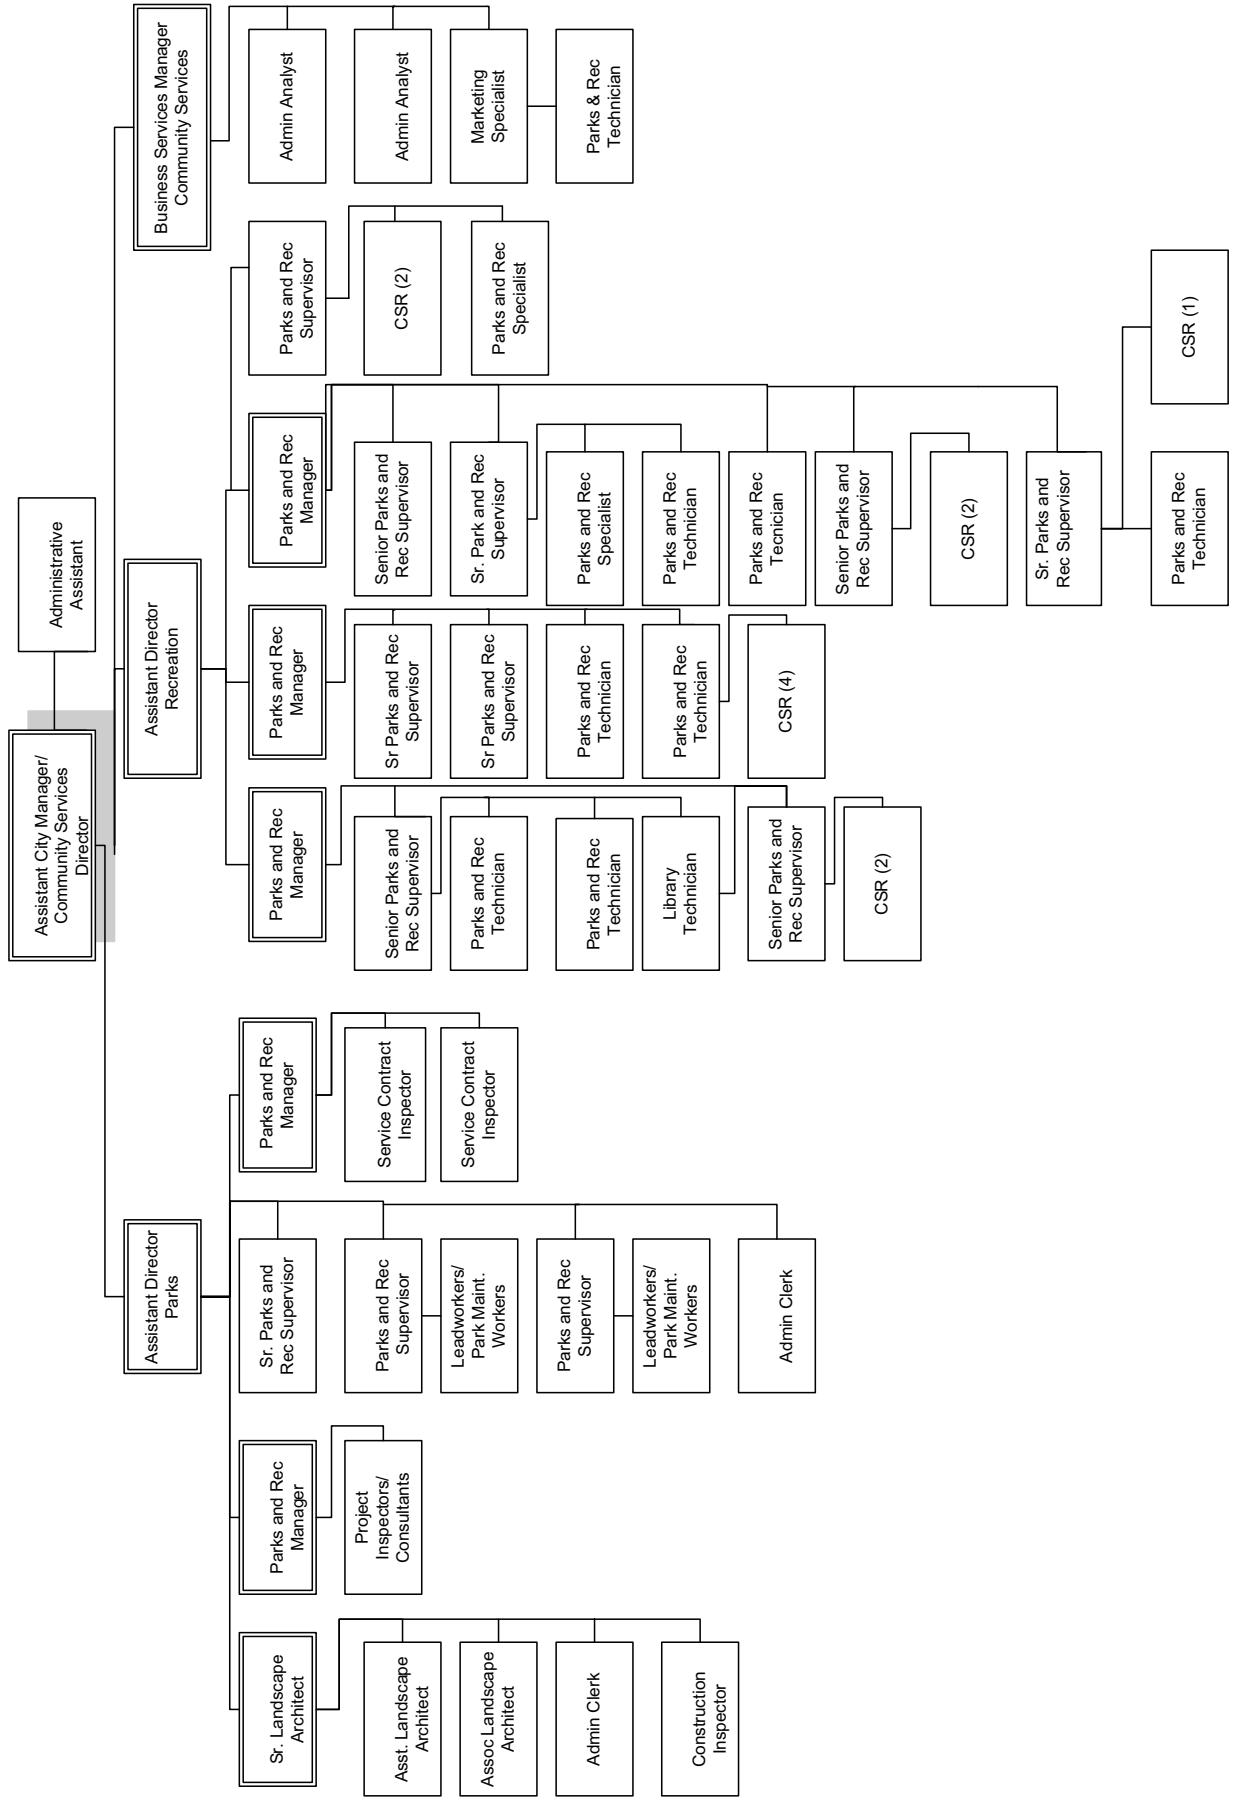 Assistant City Manager/
Community Services
Director
Administrative
Assistant
Assistant Director
Parks
Assistant Director
Recreation
Business Services Manager
Community Services
Sr. Landscape
Architect
Asst. Landscape
Architect
Assoc Landscape
Architect
Admin Clerk
Construction
Inspector
Parks and Rec
Manager
Project
Inspectors/
Consultants
Sr. Parks and
Rec Supervisor
Parks and Rec
Supervisor
Leadworkers/
Park Maint.
Workers
Parks and Rec
Supervisor
Leadworkers/
Park Maint.
Workers
Admin Clerk
Parks and Rec
Manager
Service Contract
Inspector
Service Contract
Inspector
Parks and Rec
Manager
Senior Parks and
Rec Supervisor
Parks and Rec
Technician
Parks and Rec
Technician
Library
Technician
Senior Parks and
Rec Supervisor
CSR (2)
Parks and Rec
Manager
Sr Parks and Rec
Supervisor
Sr Parks and Rec
Supervisor
Parks and Rec
Technician
Parks and Rec
Technician
CSR (4)
Parks and Rec
Manager
Senior Parks and
Rec Supervisor
Sr. Park and Rec
Supervisor
Parks and Rec
Specialist
Parks and Rec
Technician
Parks and Rec
Tecnician
Senior Parks and
Rec Supervisor
CSR (2)
Sr. Parks and
Rec Supervisor
Parks and Rec
Technician
CSR (1)
Parks and Rec
Supervisor
CSR (2)
Parks and Rec
Specialist
Admin Analyst
Admin Analyst
Marketing
Specialist
Parks & Rec
Technician